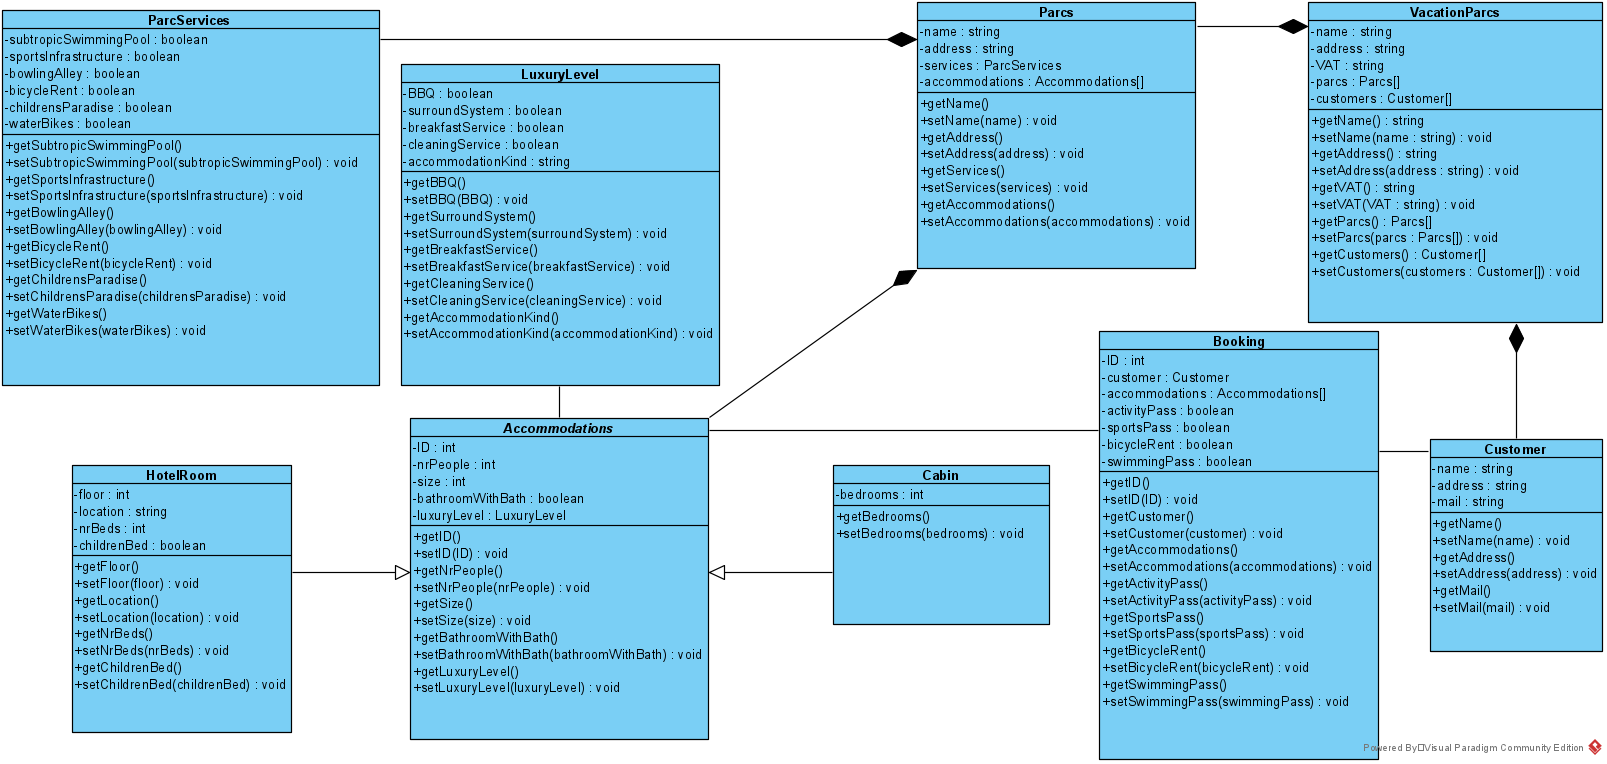 ParcServices
-subtropicSwimmingPool : boolean
-sportsInfrastructure : boolean
-bowlingAlley : boolean
-bicycleRent : boolean
-childrensParadise : boolean
-waterBikes : boolean
+getSubtropicSwimmingPool()
+setSubtropicSwimmingPool(subtropicSwimmingPool) : void
+getSportsInfrastructure()
+setSportsInfrastructure(sportsInfrastructure) : void
+getBowlingAlley()
+setBowlingAlley(bowlingAlley) : void
+getBicycleRent()
+setBicycleRent(bicycleRent) : void
+getChildrensParadise()
+setChildrensParadise(childrensParadise) : void
+getWaterBikes()
+setWaterBikes(waterBikes) : void
LuxuryLevel
-BBQ : boolean
-surroundSystem : boolean
-breakfastService : boolean
-cleaningService : boolean
-accommodationKind : string
+getBBQ()
+setBBQ(BBQ) : void
+getSurroundSystem()
+setSurroundSystem(surroundSystem) : void
+getBreakfastService()
+setBreakfastService(breakfastService) : void
+getCleaningService()
+setCleaningService(cleaningService) : void
+getAccommodationKind()
+setAccommodationKind(accommodationKind) : void
Parcs
-name : string
-address : string
-services : ParcServices
-accommodations : Accommodations[]
+getName()
+setName(name) : void
+getAddress()
+setAddress(address) : void
+getServices()
+setServices(services) : void
+getAccommodations()
+setAccommodations(accommodations) : void
VacationParcs
-name : string
-address : string
-VAT : string
-parcs : Parcs[]
-customers : Customer[]
+getName() : string
+setName(name : string) : void
+getAddress() : string
+setAddress(address : string) : void
+getVAT() : string
+setVAT(VAT : string) : void
+getParcs() : Parcs[]
+setParcs(parcs : Parcs[]) : void
+getCustomers() : Customer[]
+setCustomers(customers : Customer[]) : void
HotelRoom
-floor : int
-location : string
-nrBeds : int
-childrenBed : boolean
+getFloor()
+setFloor(floor) : void
+getLocation()
+setLocation(location) : void
+getNrBeds()
+setNrBeds(nrBeds) : void
+getChildrenBed()
+setChildrenBed(childrenBed) : void
Accommodations
-ID : int
-nrPeople : int
-size : int
-bathroomWithBath : boolean
-luxuryLevel : LuxuryLevel
+getID()
+setID(ID) : void
+getNrPeople()
+setNrPeople(nrPeople) : void
+getSize()
+setSize(size) : void
+getBathroomWithBath()
+setBathroomWithBath(bathroomWithBath) : void
+getLuxuryLevel()
+setLuxuryLevel(luxuryLevel) : void
Cabin
-bedrooms : int
+getBedrooms()
+setBedrooms(bedrooms) : void
Booking
-ID : int
-customer : Customer
-accommodations : Accommodations[]
-activityPass : boolean
-sportsPass : boolean
-bicycleRent : boolean
-swimmingPass : boolean
+getID()
+setID(ID) : void
+getCustomer()
+setCustomer(customer) : void
+getAccommodations()
+setAccommodations(accommodations) : void
+getActivityPass()
+setActivityPass(activityPass) : void
+getSportsPass()
+setSportsPass(sportsPass) : void
+getBicycleRent()
+setBicycleRent(bicycleRent) : void
+getSwimmingPass()
+setSwimmingPass(swimmingPass) : void
Customer
-name : string
-address : string
-mail : string
+getName()
+setName(name) : void
+getAddress()
+setAddress(address) : void
+getMail()
+setMail(mail) : void
Powered By□Visual Paradigm Community Edition